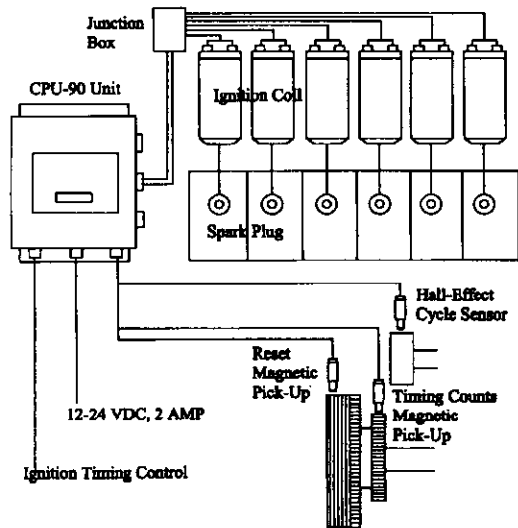 Junction
Box
CPU-90 Unit
Ignition Coil
Spark Plug
Hall-Effect
Cycle Sensor
Reset
Magnetic
Pick-Up
Timing Counts
Magnetic
Pick-Up
12-24 VDC, 2 AMP
Ignition Timing Control